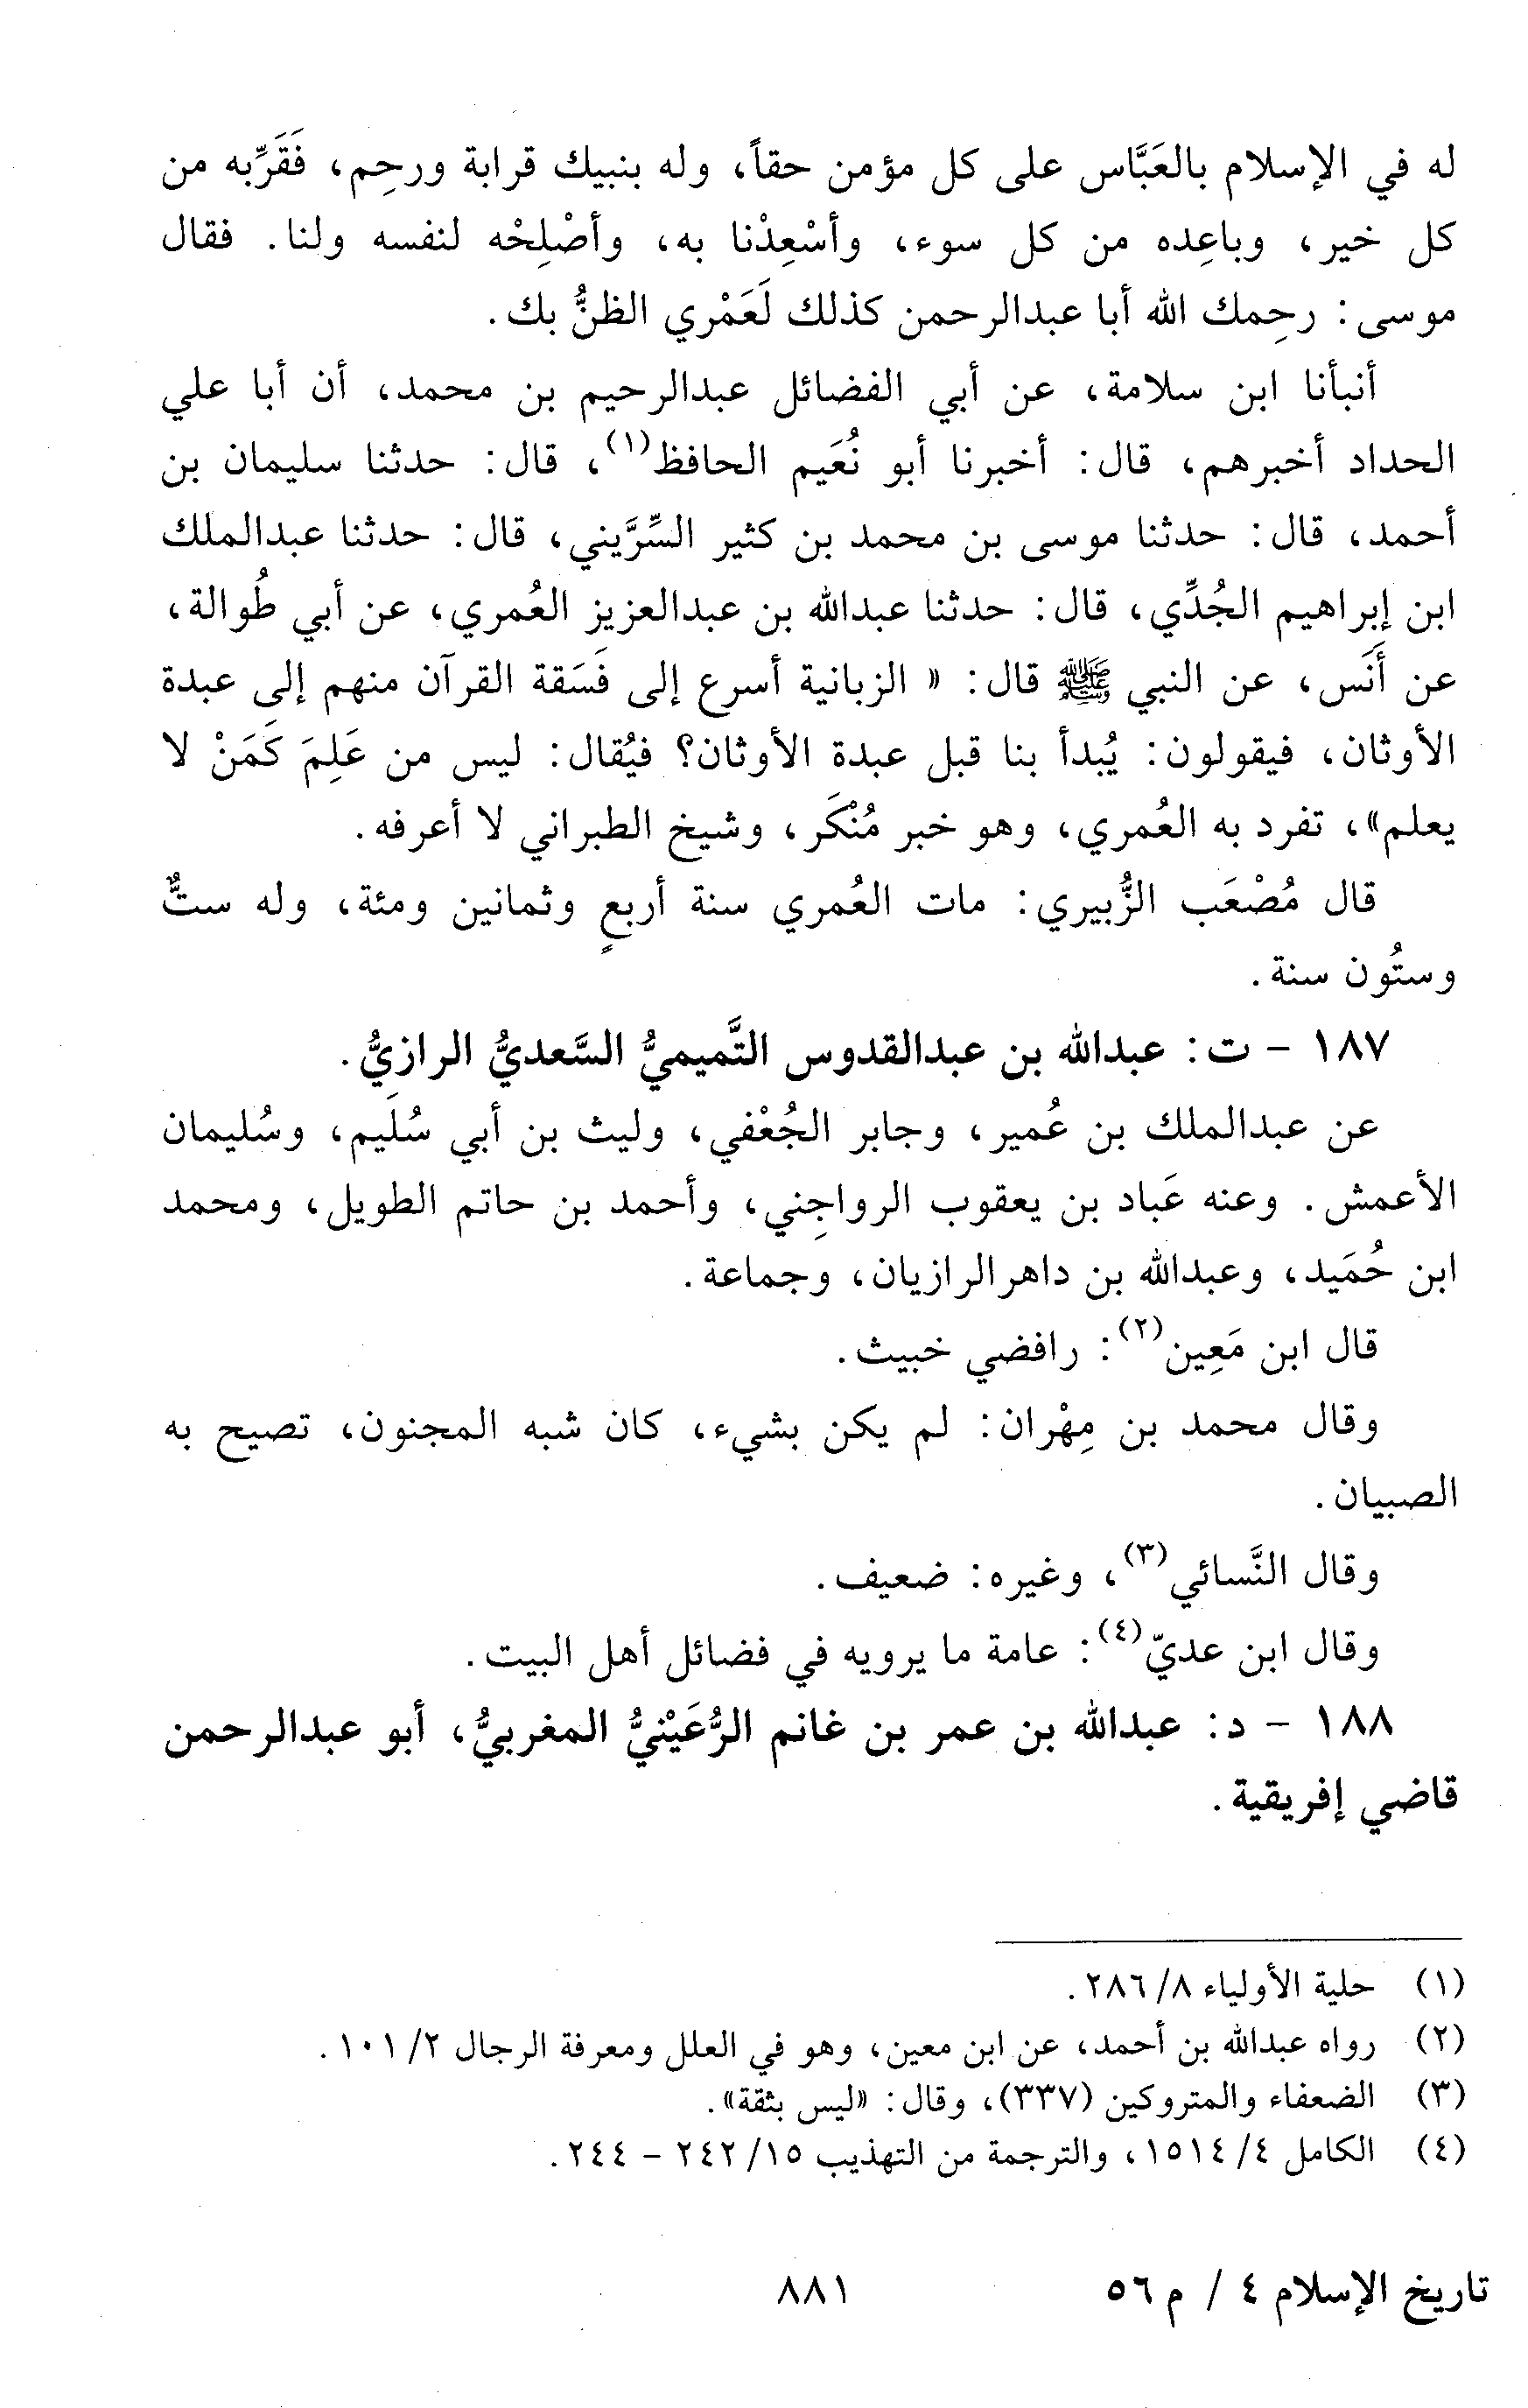 له في الإسلام بالعَبَّاس على كل مؤمن حقاً، وله بنبيك قرابة ورحِم، فَقَرِّبه من
كل خير، وباعِده من كل سوء، وأسْعِدْنا به، وأصْلِحْه لنفسه ولنا. فقال
موسى: رحِمك الله أبا عبدالرحمن كذلك لَعَمْري الظنُّ بك.
أنبأنا ابن سلامة، عن أبي الفضائل عبدالرحيم بن محمد، أن أبا علي
الحداد أخبرهم، قال: أخبرنا أبو نُعَيم الحافظ(١)، قال: حدثنا سليمان بن
أحمد، قال: حدثنا موسى بن محمد بن كثير السِّرَّيني، قال: حدثنا عبدالملك
ابن إبراهيم الجُدِّي، قال: حدثنا عبدالله بن عبدالعزيز العُمري، عن أبي طُوالة،
عن أَنَس، عن النبي ﷺ قال: « الزبانية أسرع إلى فَسَقة القرآن منهم إلى عبدة
الأوثان، فيقولون: يُبدأ بنا قبل عبدة الأوثان؟ فيُقال: ليس من عَلِمَ كَمَنْ لا
يعلم»، تفرد به العُمري، وهو خبر مُنْكَر، وشيخ الطبراني لا أعرفه.
قال مُصْعَب الزُّبيري: مات العُمري سنة أربعٍ وثمانين ومئة، وله ستٌّ
وستُون سنة.
١٨٧ - ت: عبدالله بن عبدالقدوس التَّميميُّ السَّعديُّ الرازيُّ.
عن عبدالملك بن عُمير، وجابر الجُعْفي، وليث بن أبي سُلَيم، وسُليمان
الأعمش. وعنه عَباد بن يعقوب الرواجِني، وأحمد بن حاتم الطويل، ومحمد
ابن حُمَيد، وعبدالله بن داهرالرازيان، وجماعة.
قال ابن مَعِين(٢): رافضي خبيث.
وقال محمد بن مِهْران: لم يكن بشيء، كان شبه المجنون، تصيح به
الصبيان.
وقال النَّسائي(٣)، وغيره: ضعيف.
وقال ابن عديّ(٤): عامة ما يرويه في فضائل أهل البيت.
١٨٨ - د: عبدالله بن عمر بن غانم الرُّعَيْنيُّ المغربيُّ، أبو عبدالرحمن
قاضي إفريقية.
(١) حلية الأولياء ٨/ ٢٨٦.
(٢) رواه عبدالله بن أحمد، عن ابن معين، وهو في العلل ومعرفة الرجال ٢/ ١٠١.
(٣) الضعفاء والمتروكين (٣٣٧)، وقال: «ليس بثقة».
(٤) الكامل ٤/ ١٥١٤، والترجمة من التهذيب ١٥/ ٢٤٢ - ٢٤٤.
تاريخ الإسلام ٤ / م ٥٦
٨٨١